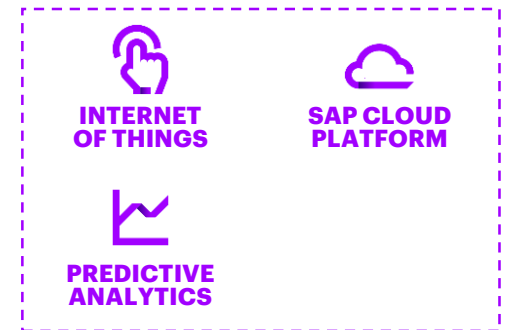 INTERNET
OF THINGS
SAP CLOUD
PLATFORM
PREDICTIVE
ANALYTICS